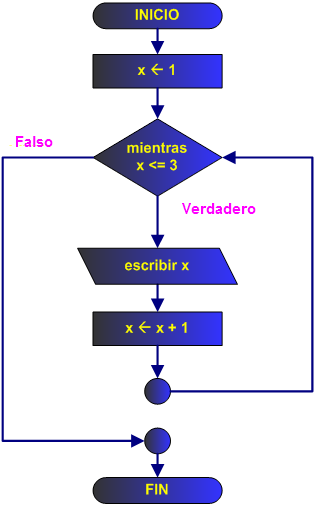 INICIO
x ← 1
mientras
x <= 3
Falso
Verdadero
escribir x
x ← x + 1
FIN